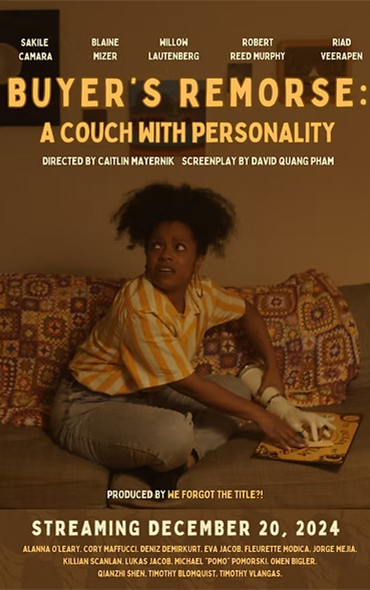 SAKILE BLAINE WILLOW ROBERT RIAD
CAMARA MIZER LAUTENBERG REED MURPHY VEERAPEN
BUYER'S REMORSE:
A COUCH WITH PERSONALITY
DIRECTED BY CAITLIN MAYERNIK SCREENPLAY BY DAVID QUANG PHAM
PRODUCED BY WE FORGOT THE TITLE?!
STREAMING DECEMBER 20, 2024
ALANNA O'LEARY. CORY MAFFUCCI. DENIZ DEMIRKURT. EVA JACOB. FLEURETTE MODICA. JORGE MEJIA.
KILLIAN SCANLAN. LUKAS JACOB. MICHAEL "POMO" POMORSKI. OWEN BIGLER.
QIANZHI SHEN. TIMOTHY BLOMQUIST. TIMOTHY VLANGAS.